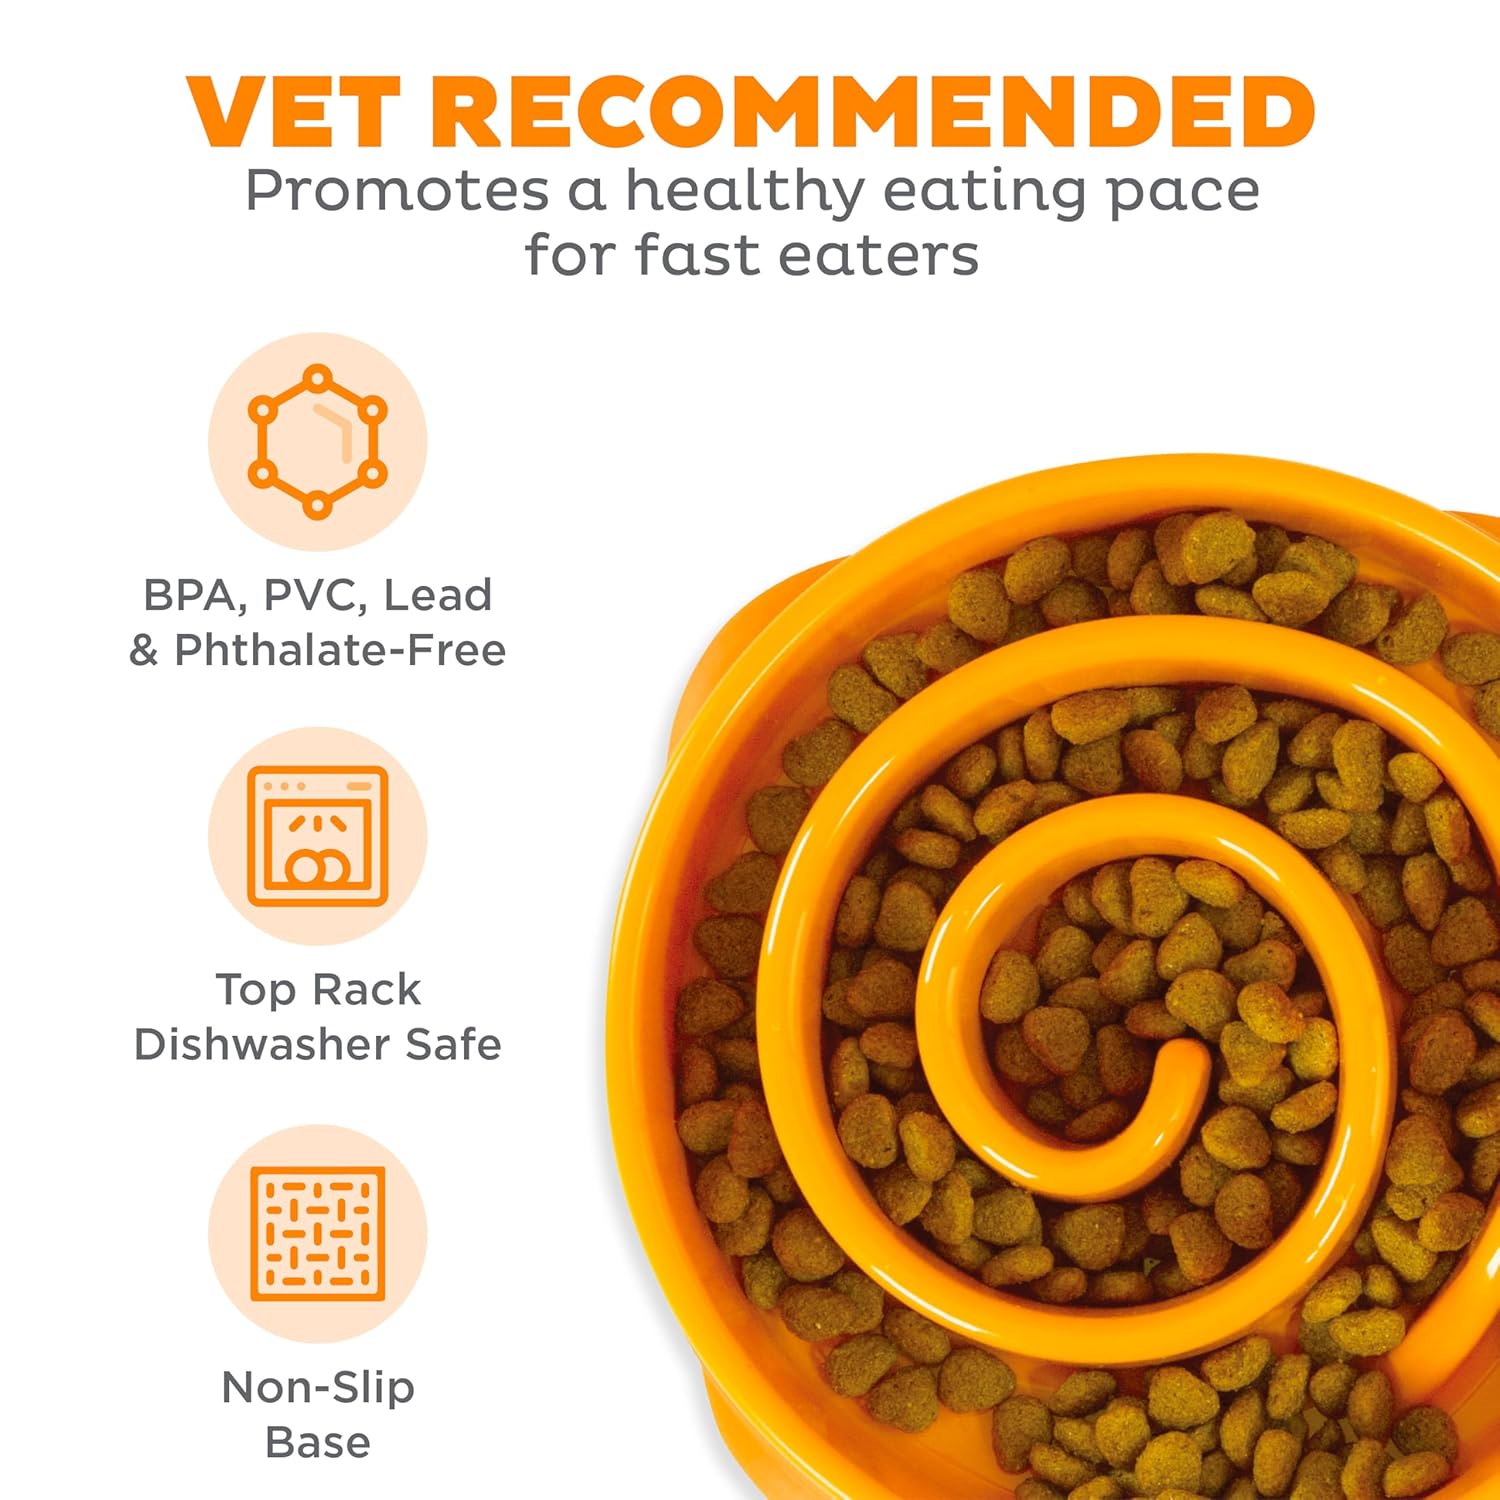 VET RECOMMENDED
Promotes a healthy eating pace
for fast eaters
BPA, PVC, Lead
& Phthalate-Free
Top Rack
Dishwasher Safe
Non-Slip
Base